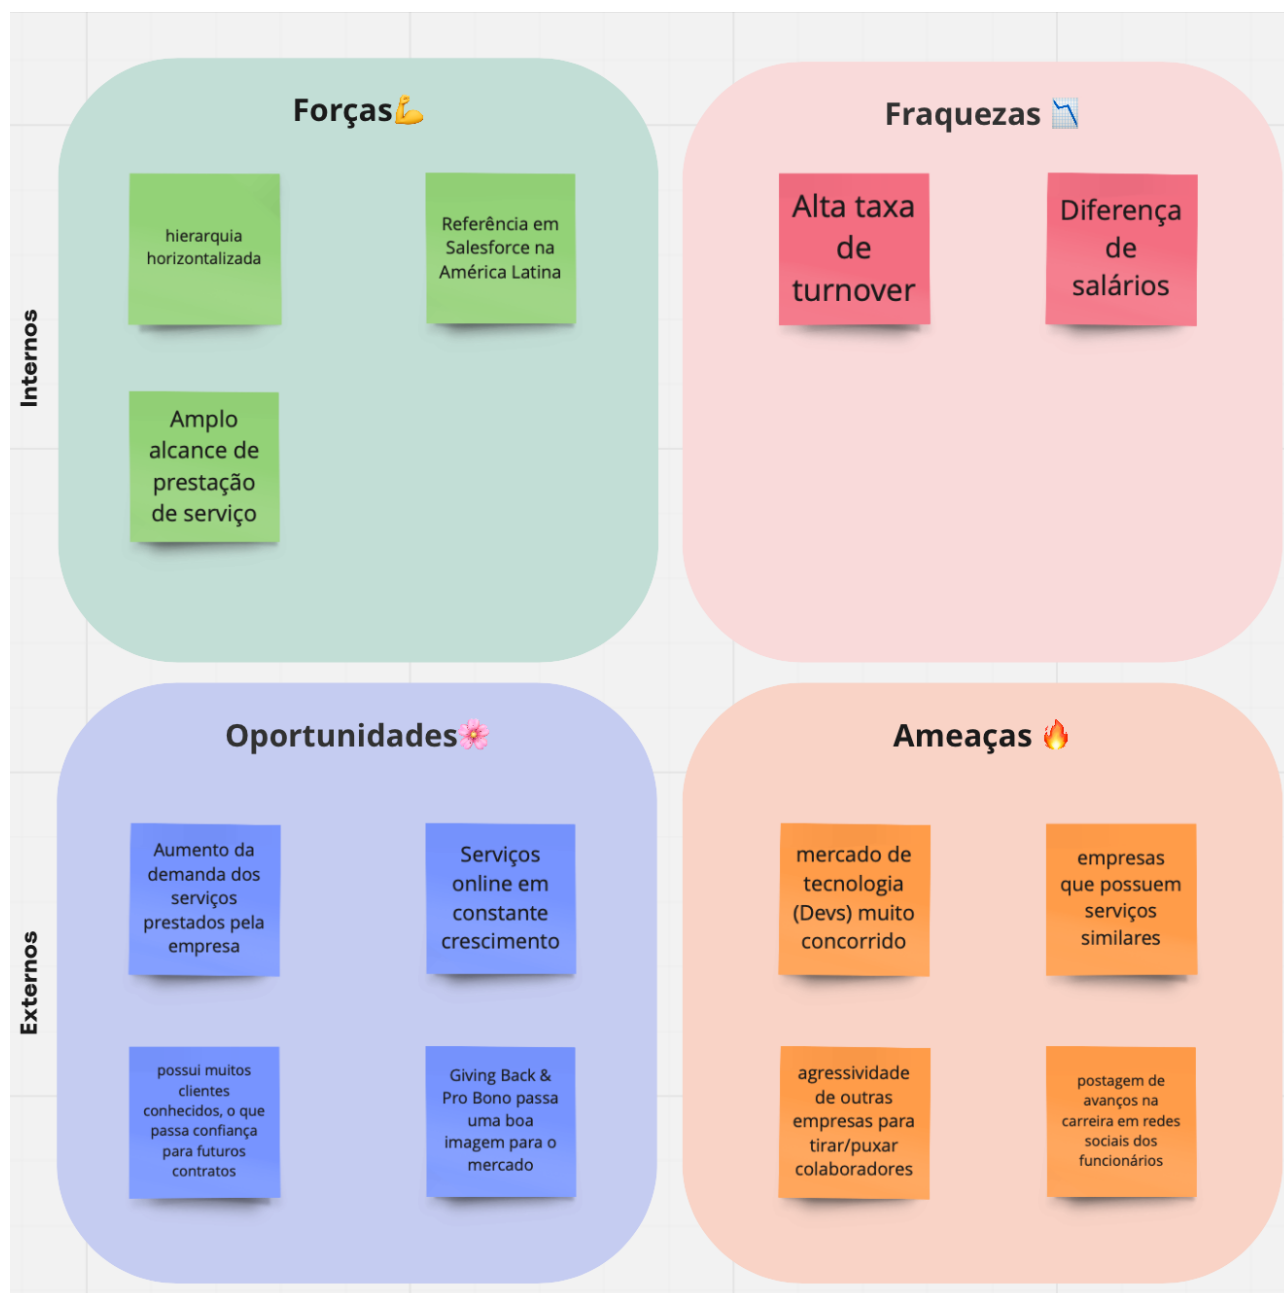 Forças💪
hierarquia
horizontalizada
Referência em
Salesforce na
América Latina
Amplo
alcance de
prestação
de serviço
Internos
Fraquezas 📉
Alta taxa
de
turnover
Diferença
de
salários
Oportunidades🌸
Aumento da
demanda dos
serviços
prestados pela
empresa
Serviços
online em
constante
crescimento
possui muitos
clientes
conhecidos, o que
passa confiança
para futuros
contratos
Giving Back &
Pro Bono passa
uma boa
imagem para o
mercado
Externos
Ameaças 🔥
mercado de
tecnologia
(Devs) muito
concorrido
empresas
que possuem
serviços
similares
agressividade
de outras
empresas para
tirar/puxar
colaboradores
postagem de
avanços na
carreira em redes
sociais dos
funcionários